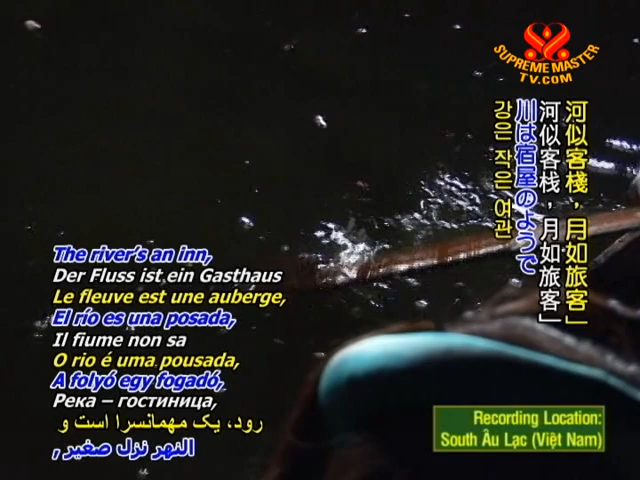 SUPREME MASTER
TV.COM
河似客棧，月如旅客」
河似客栈，月如旅客」
川は宿屋のようで
강은 작은 여관
The river's an inn,
Der Fluss ist ein Gasthaus
Le fleuve est une auberge,
El río es una posada,
Il fiume non sa
O rio é uma pousada,
A folyó egy fogadó,
Река – гостиница,
رود، یک مهمانسرا است و
النهر نزل صغير ,
Recording Location:
South Âu Lạc (Việt Nam)